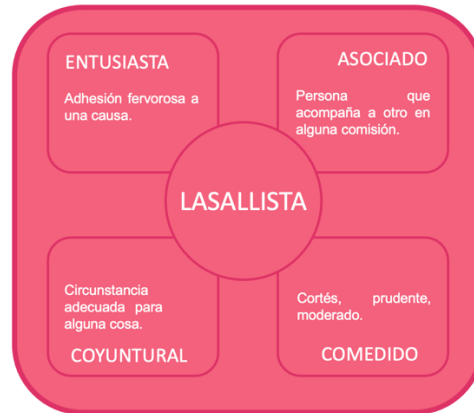 ENTUSIASTA
Adhesión fervorosa a
una causa.
ASOCIADO
Persona que
acompaña a otro en
alguna comisión.
LASALLISTA
Circunstancia
adecuada para
alguna cosa.
COYUNTURAL
Cortés, prudente,
moderado.
COMEDIDO